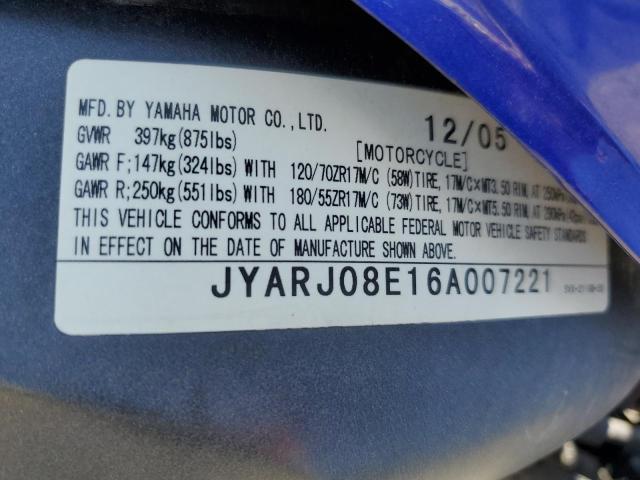 MFD. BY YAMAHA MOTOR CO., LTD. 12/05
GVWR 397kg(875lbs) [MOTORCYCLE]
GAWR F;147kg(324lbs) WITH 120/70ZR17M/C (58W)TIRE, 17M/C×MT3.50 RIM, AT 250kPa
GAWR R;250kg(551lbs) WITH 180/55ZR17M/C (73W)TIRE, 17M/C×MT5.50 RIM, AT 290kPa
THIS VEHICLE CONFORMS TO ALL APPLICABLE FEDERAL MOTOR VEHICLE SAFETY STANDARDS
IN EFFECT ON THE DATE OF MANUFACTURE SHOWN ABOVE.
JYARJ08E16A007221